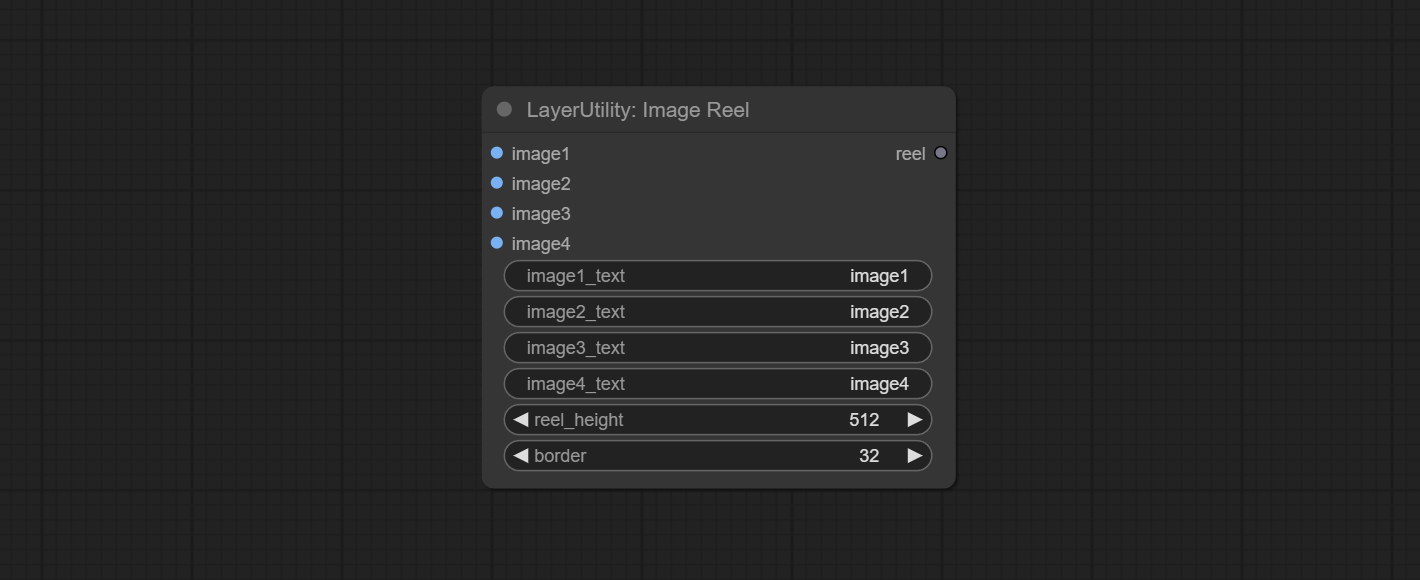 LayerUtility: Image Reel
image1 reel
image2
image3
image4
image1_text image1
image2_text image2
image3_text image3
image4_text image4
reel_height 512
border 32